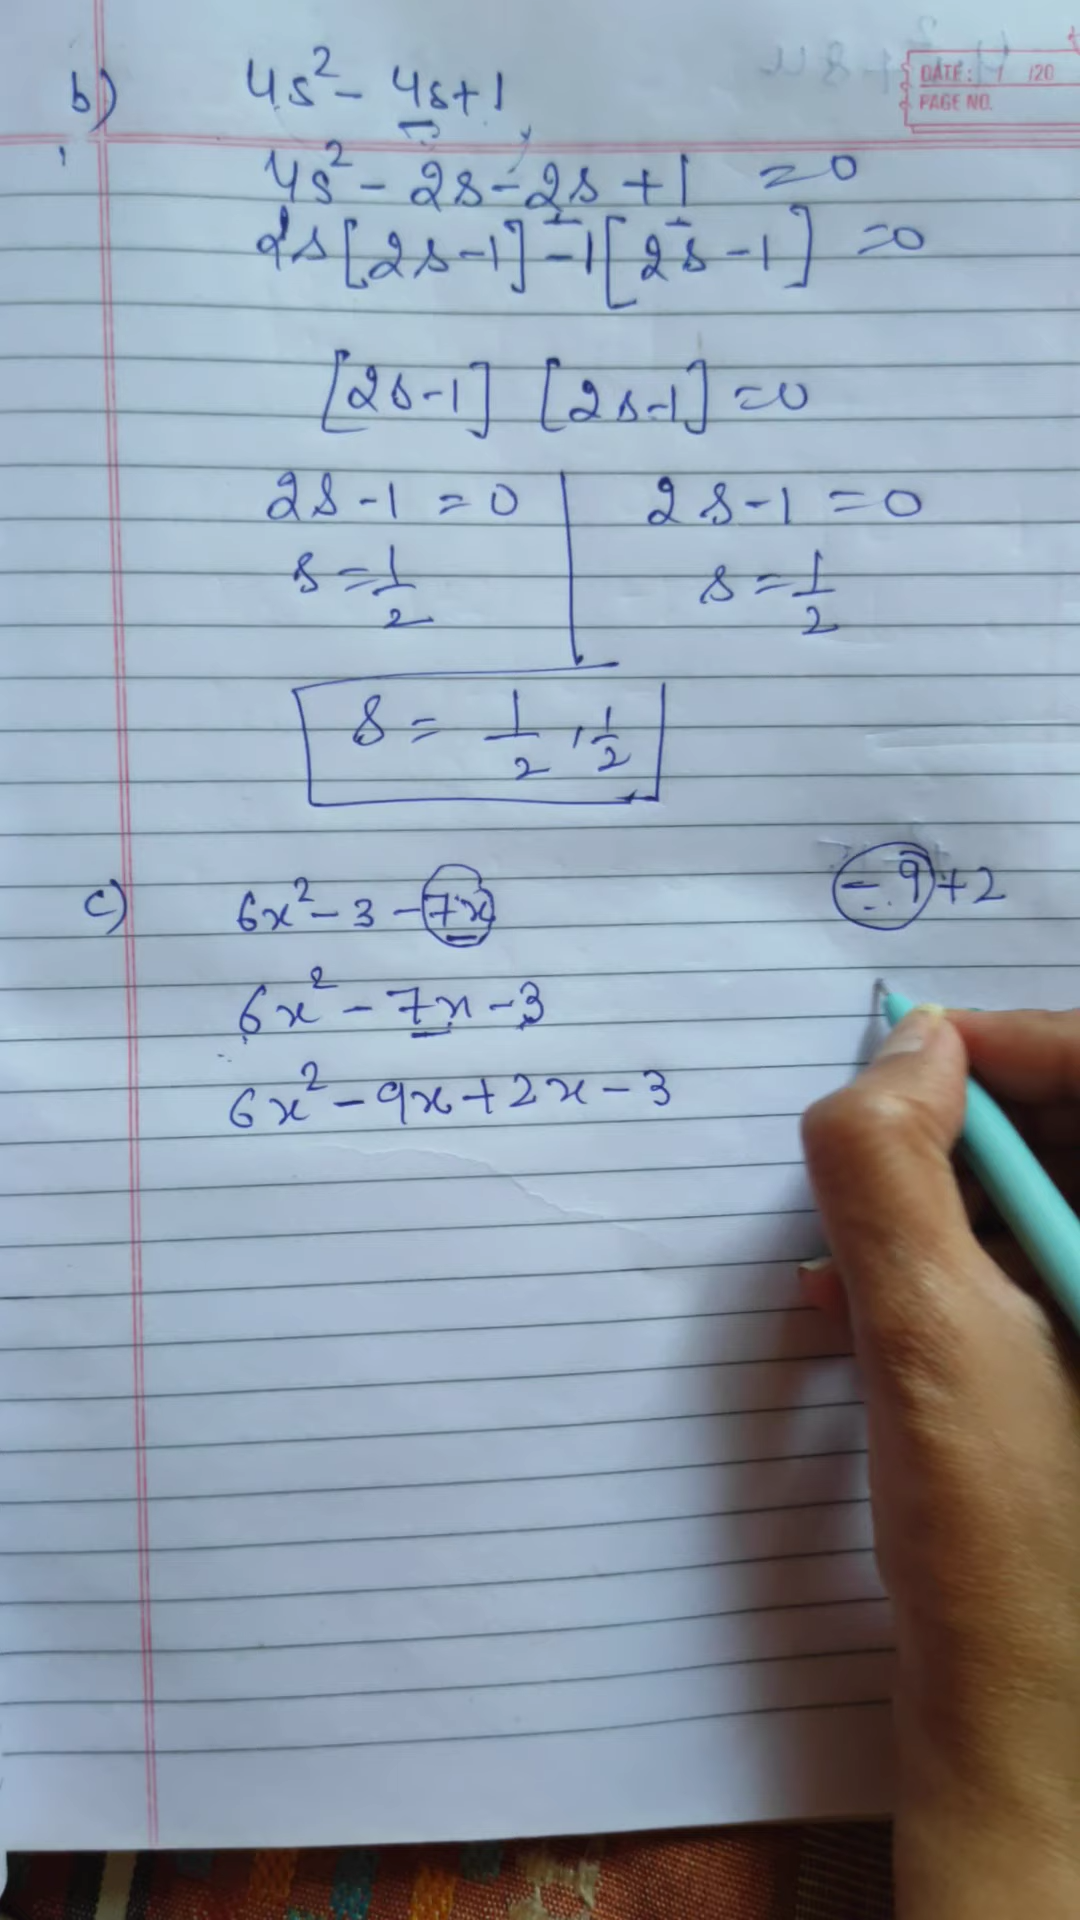 DATE: / /20
PAGE NO.
b) 4s² - 4s+1
4s² - 2s - 2s + 1 = 0
2s[2s-1] -1[2s-1] =0
[2s-1] [2s-1] =0
2s-1 = 0 | 2s-1 = 0
s = 1/2 | s = 1/2
s = 1/2 , 1/2
c) 6x² - 3 - 7x
-9+2
6x² - 7x - 3
6x² - 9x + 2x - 3